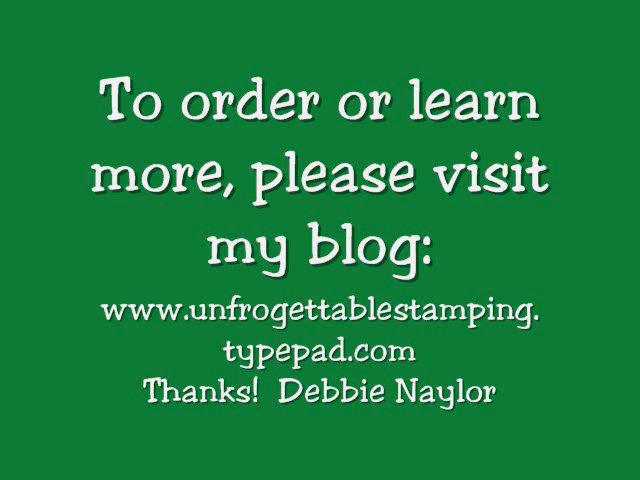 To order or learn
more, please visit
my blog:
www.unfrogettablestamping.
typepad.com
Thanks!  Debbie Naylor